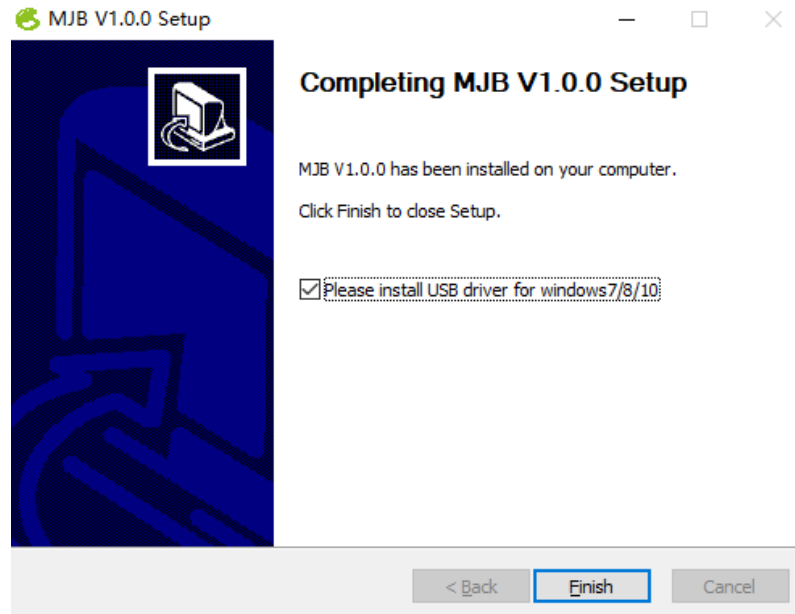 MJB V1.0.0 Setup
Completing MJB V1.0.0 Setup
MJB V1.0.0 has been installed on your computer.
Click Finish to close Setup.
Please install USB driver for windows7/8/10
< Back
Finish
Cancel